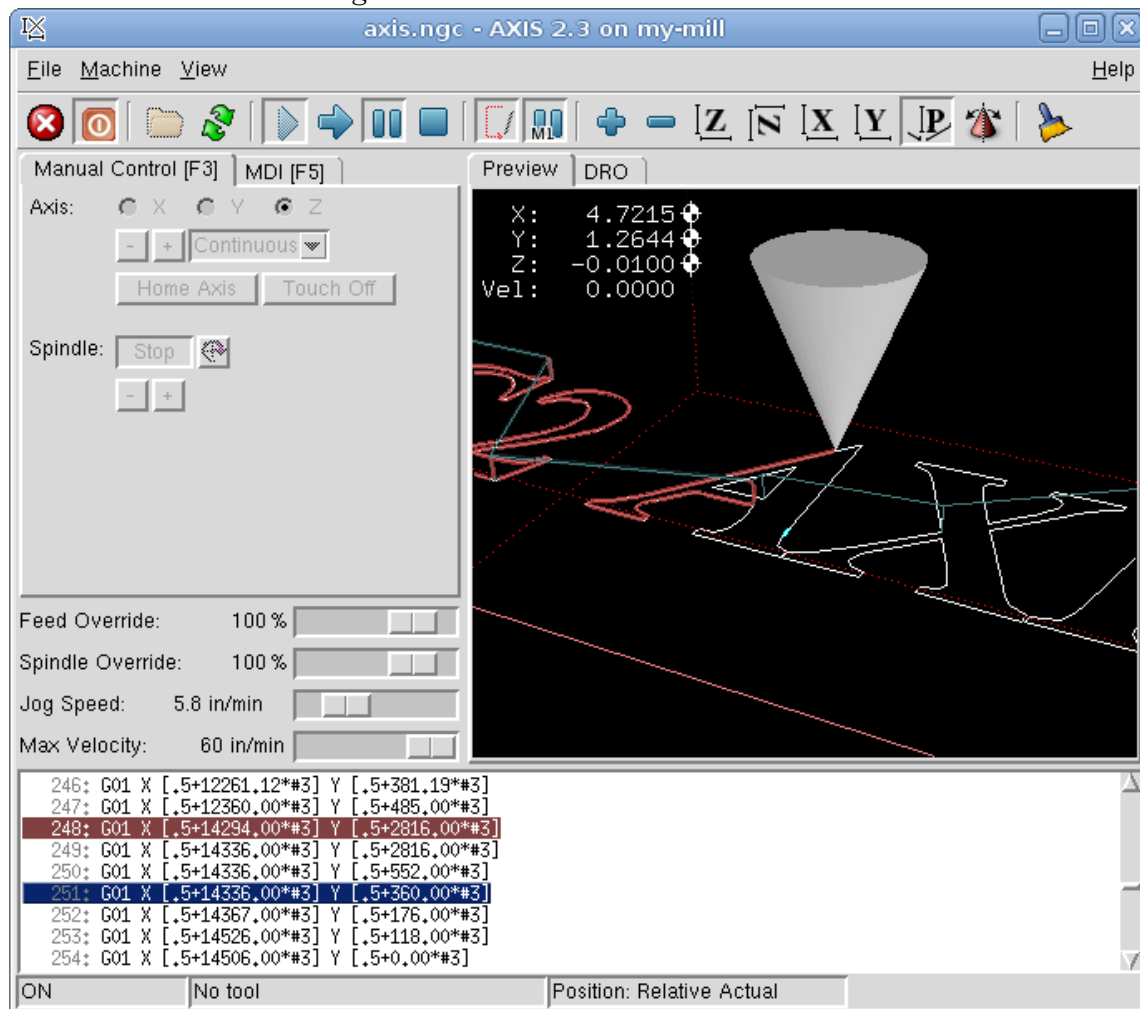 axis.ngc - AXIS 2.3 on my-mill
File Machine View Help
M1 Z N X Y P
Manual Control [F3] MDI [F5] Preview DRO
Axis: X Y Z
- + Continuous
Home Axis Touch Off
Spindle: Stop
- +
X: 4.7215
Y: 1.2644
Z: -0.0100
Vel: 0.0000
Feed Override: 100 %
Spindle Override: 100 %
Jog Speed: 5.8 in/min
Max Velocity: 60 in/min
246: G01 X [.5+12261.12*#3] Y [.5+381.19*#3]
247: G01 X [.5+12360.00*#3] Y [.5+485.00*#3]
248: G01 X [.5+14294.00*#3] Y [.5+2816.00*#3]
249: G01 X [.5+14336.00*#3] Y [.5+2816.00*#3]
250: G01 X [.5+14336.00*#3] Y [.5+552.00*#3]
251: G01 X [.5+14336.00*#3] Y [.5+360.00*#3]
252: G01 X [.5+14367.00*#3] Y [.5+176.00*#3]
253: G01 X [.5+14526.00*#3] Y [.5+118.00*#3]
254: G01 X [.5+14506.00*#3] Y [.5+0.00*#3]
ON No tool Position: Relative Actual